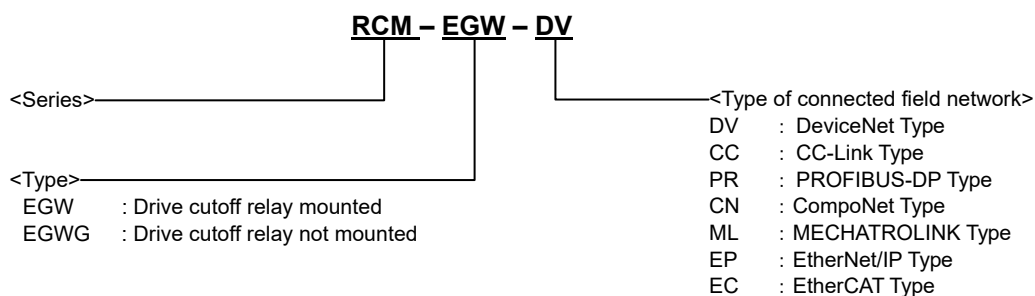 RCM – EGW – DV
<Series>
<Type>
EGW : Drive cutoff relay mounted
EGWG : Drive cutoff relay not mounted
<Type of connected field network>
DV : DeviceNet Type
CC : CC-Link Type
PR : PROFIBUS-DP Type
CN : CompoNet Type
ML : MECHATROLINK Type
EP : EtherNet/IP Type
EC : EtherCAT Type